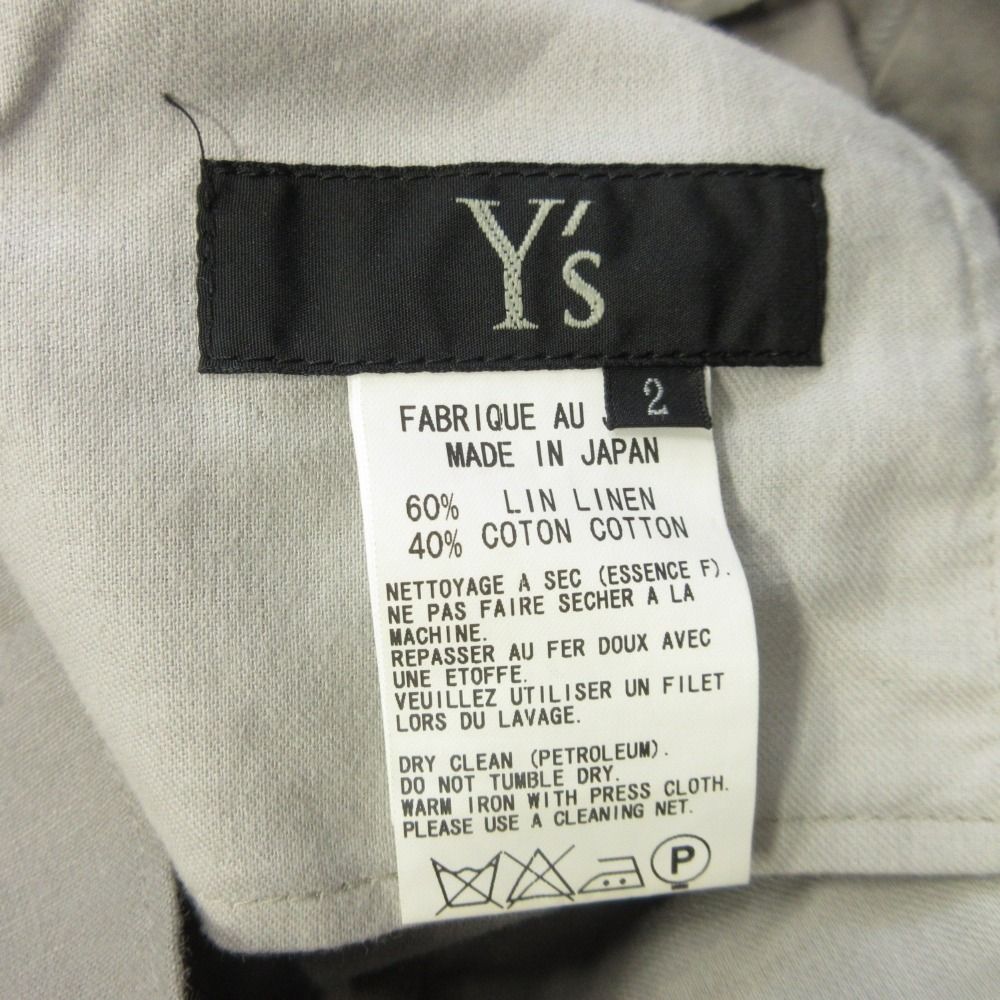 Y's
2
FABRIQUE AU
MADE IN JAPAN
60% LIN LINEN
40% COTON COTTON
NETTOYAGE A SEC (ESSENCE F).
NE PAS FAIRE SECHER A LA
MACHINE.
REPASSER AU FER DOUX AVEC
UNE ETOFFE.
VEUILLEZ UTILISER UN FILET
LORS DU LAVAGE.
DRY CLEAN (PETROLEUM).
DO NOT TUMBLE DRY.
WARM IRON WITH PRESS CLOTH.
PLEASE USE A CLEANING NET.
P